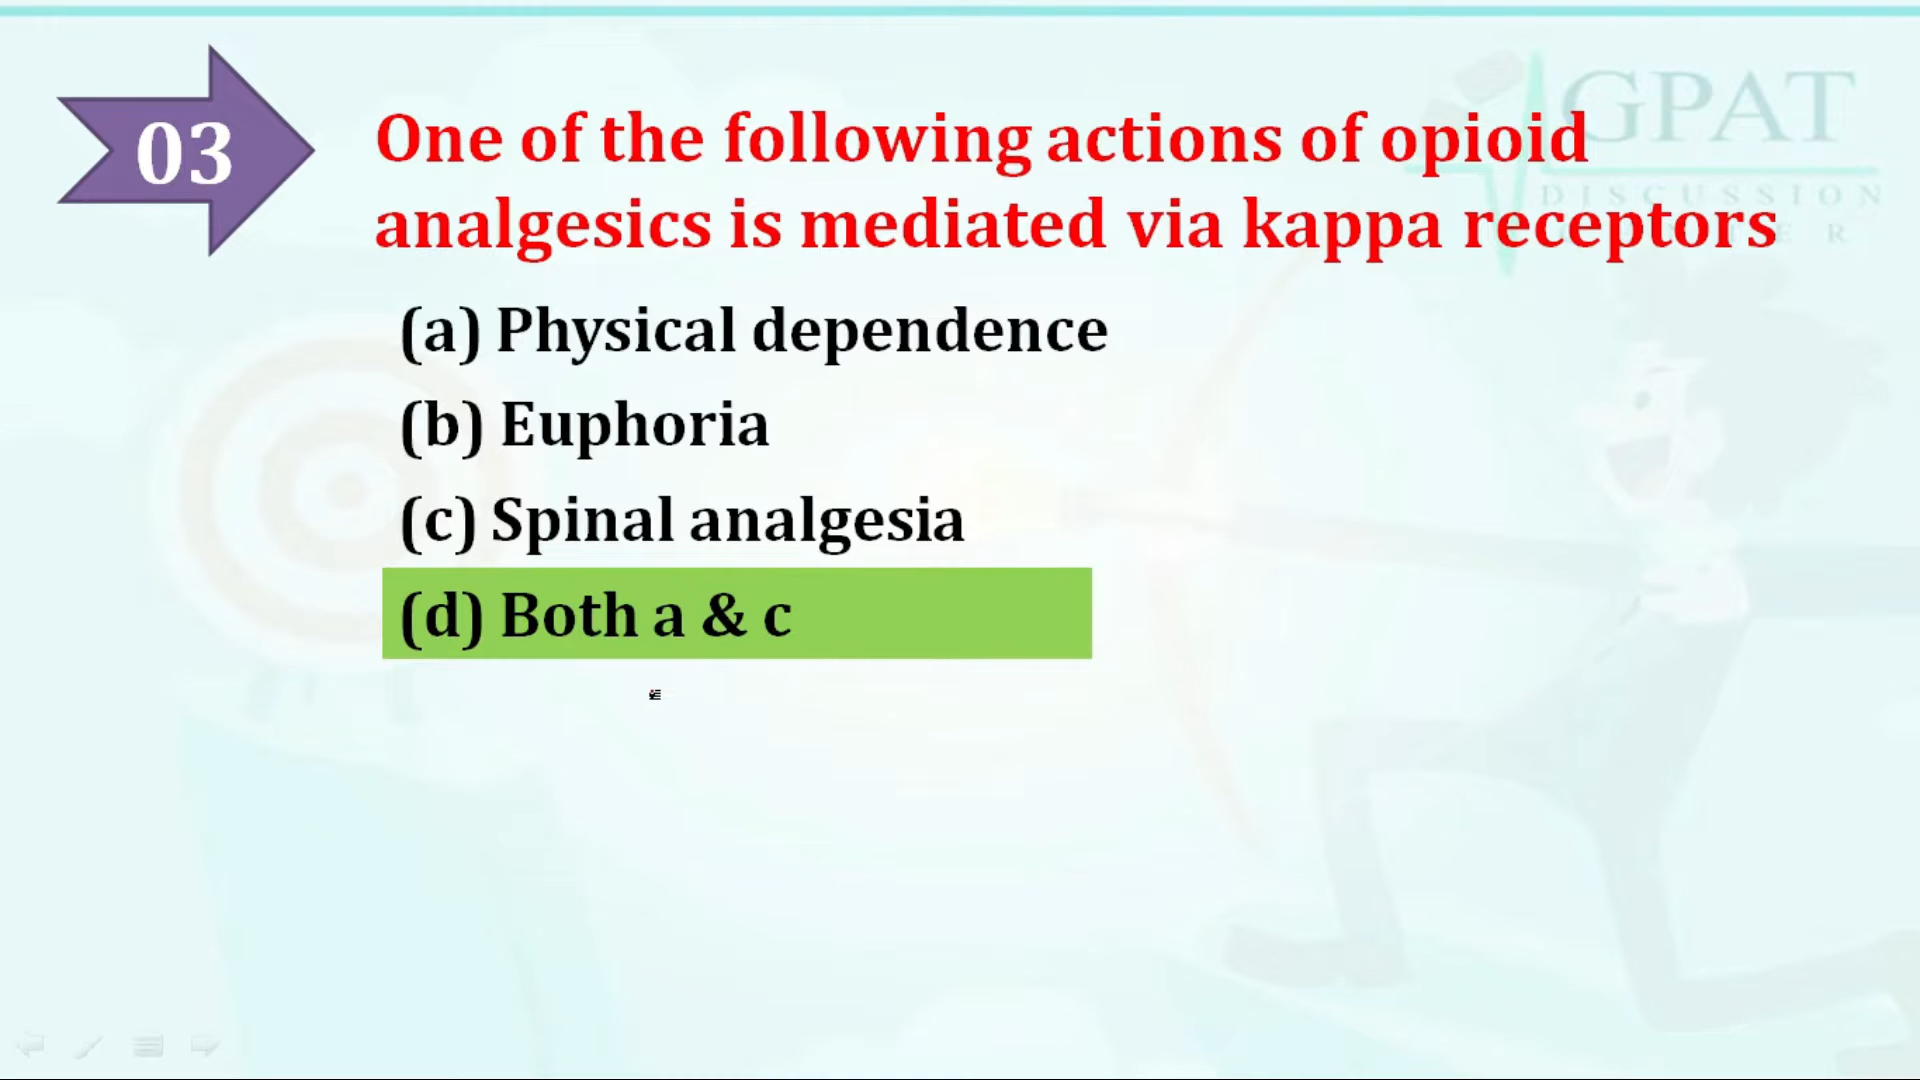 03
One of the following actions of opioid
analgesics is mediated via kappa receptors
(a) Physical dependence
(b) Euphoria
(c) Spinal analgesia
(d) Both a & c
GPAT
DISCUSSION